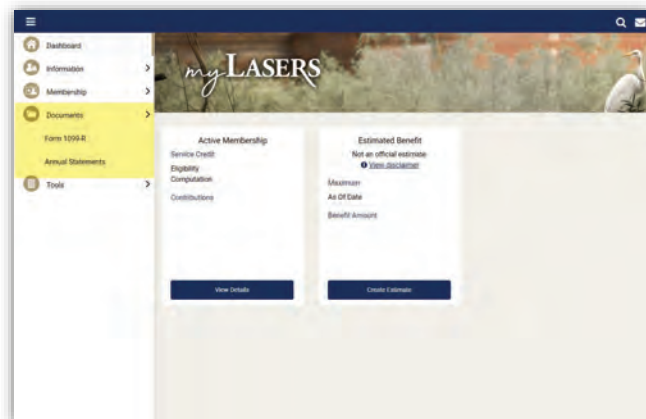 Dashboard
Information
Membership
Documents
Form 1099-R
Annual Statements
Tools
myLASERS
Active Membership
Service Credit
Eligibility
Computation
Contributions
View Details
Estimated Benefit
Not an official estimate
View disclaimer
Maximum
As Of Date
Benefit Amount
Create Estimate